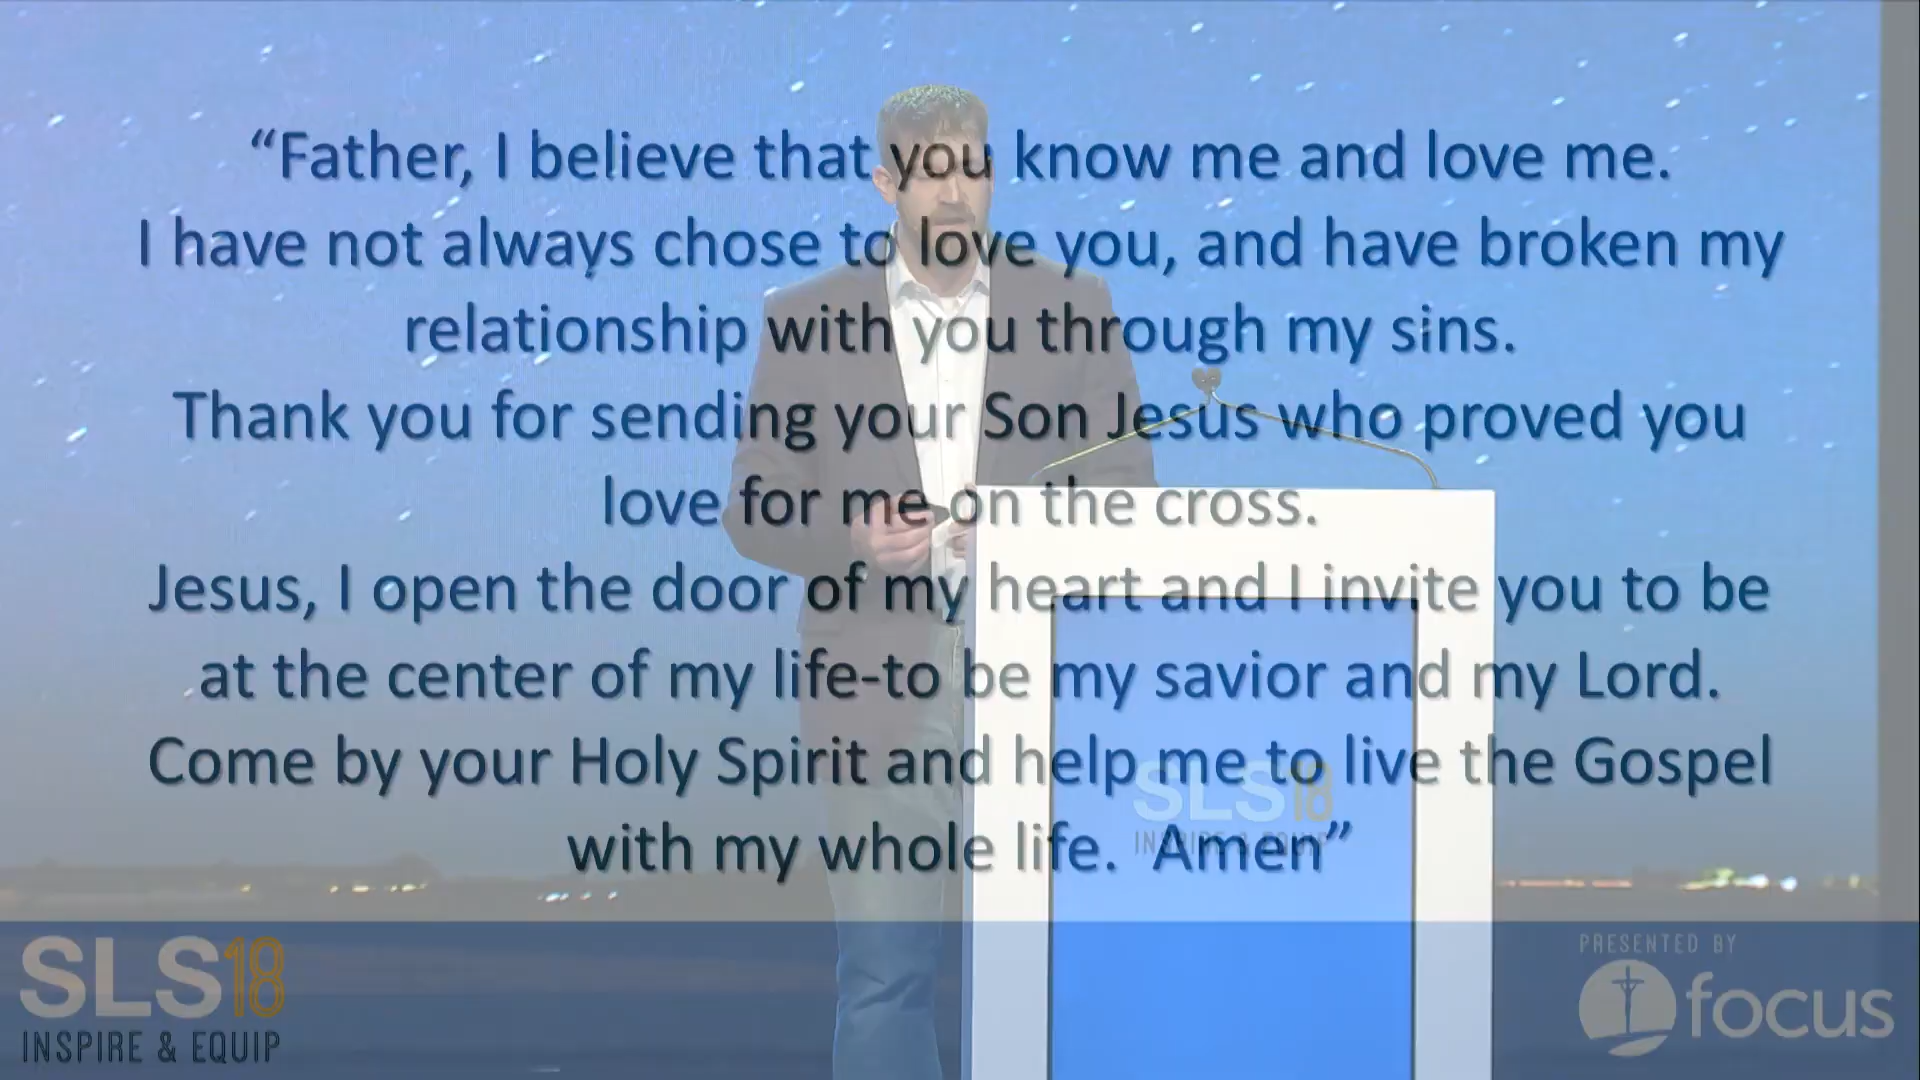 “Father, I believe that you know me and love me.
I have not always chose to love you, and have broken my
relationship with you through my sins.
Thank you for sending your Son Jesus who proved you
love for me on the cross.
Jesus, I open the door of my heart and I invite you to be
at the center of my life-to be my savior and my Lord.
Come by your Holy Spirit and help me to live the Gospel
with my whole life.  Amen”
SLS18
INSPIRE & EQUIP
SLS18
INSPIRE & EQUIP
PRESENTED BY
focus